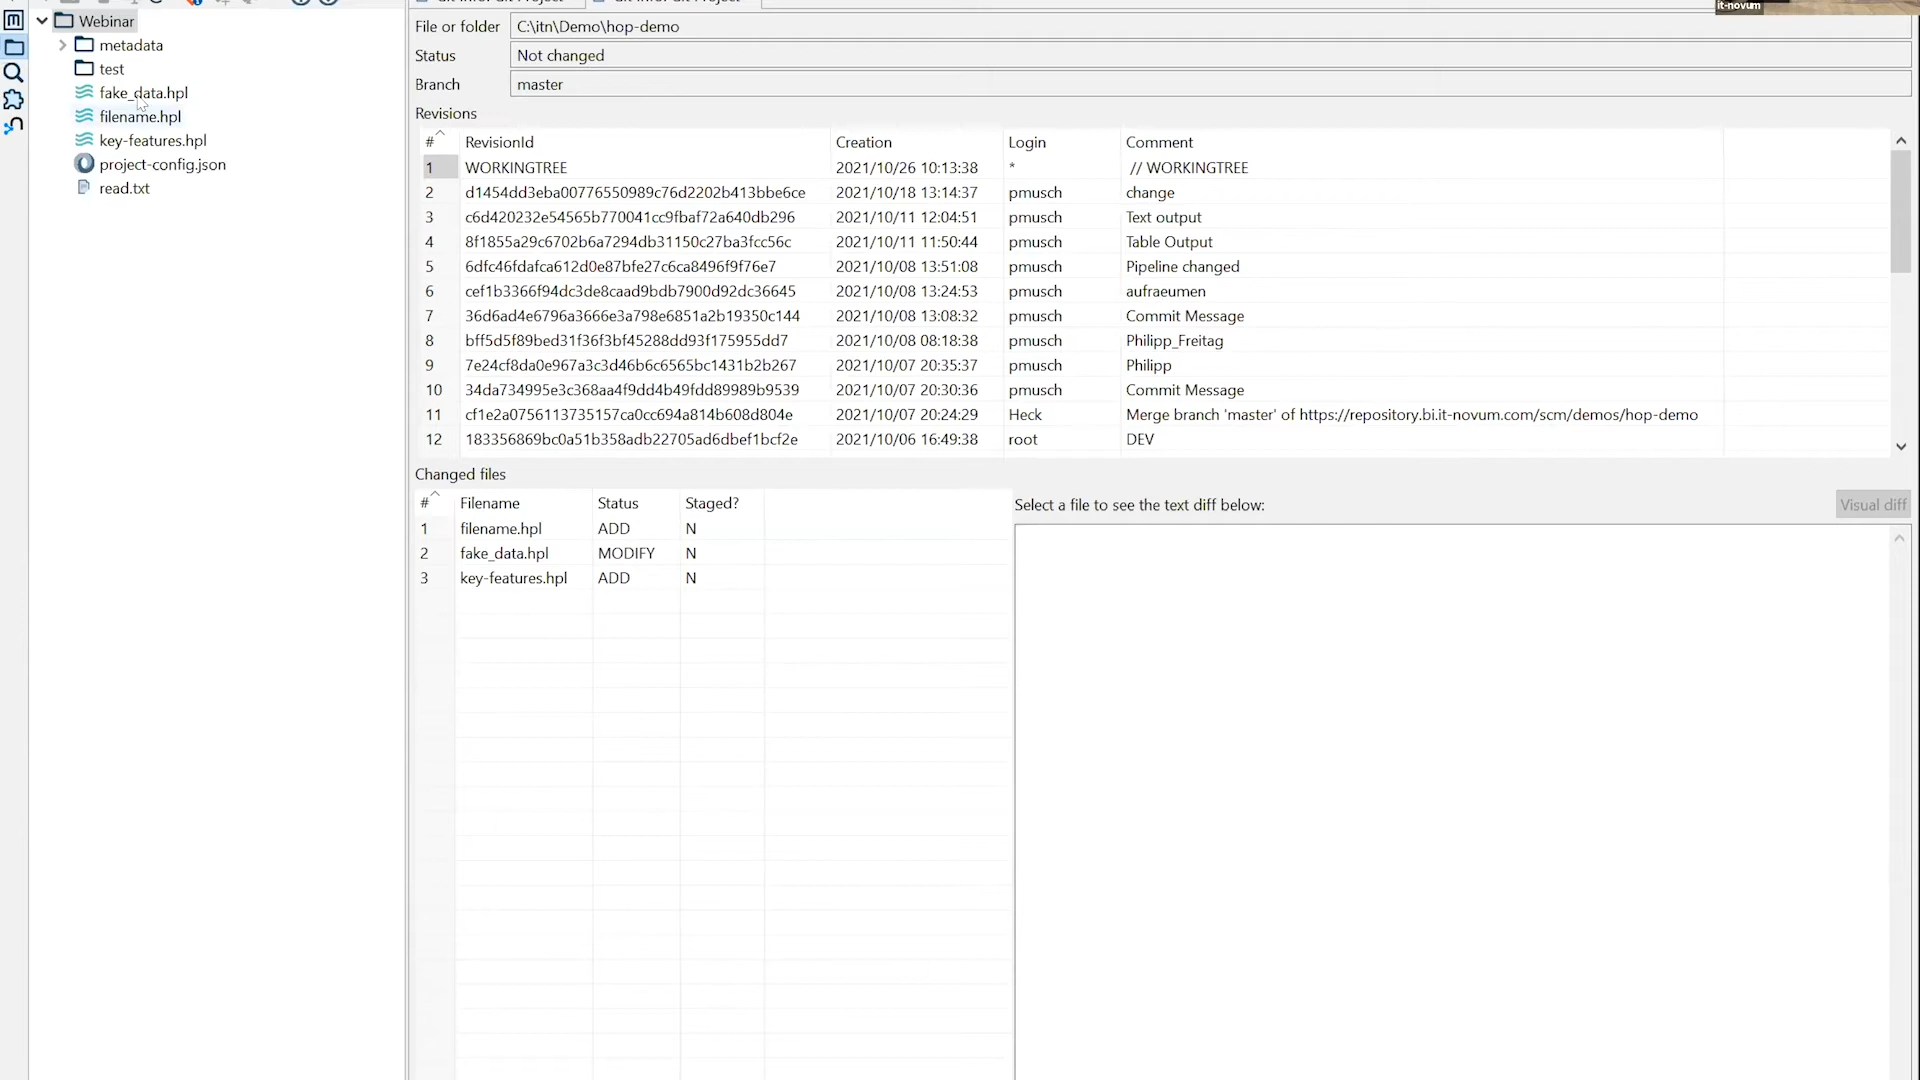 it-novum
Webinar
metadata
test
fake_data.hpl
filename.hpl
key-features.hpl
project-config.json
read.txt
File or folder C:\itn\Demo\hop-demo
Status Not changed
Branch master
Revisions
# RevisionId Creation Login Comment
1 WORKINGTREE 2021/10/26 10:13:38 * // WORKINGTREE
2 d1454dd3eba00776550989c76d2202b413bbe6ce 2021/10/18 13:14:37 pmusch change
3 c6d420232e54565b770041cc9fbaf72a640db296 2021/10/11 12:04:51 pmusch Text output
4 8f1855a29c6702b6a7294db31150c27ba3fcc56c 2021/10/11 11:50:44 pmusch Table Output
5 6dfc46fdafca612d0e87bfe27c6ca8496f9f76e7 2021/10/08 13:51:08 pmusch Pipeline changed
6 cef1b3366f94dc3de8caad9bdb7900d92dc36645 2021/10/08 13:24:53 pmusch aufraeumen
7 36d6ad4e6796a3666e3a798e6851a2b19350c144 2021/10/08 13:08:32 pmusch Commit Message
8 bff5d5f89bed31f36f3bf45288dd93f175955dd7 2021/10/08 08:18:38 pmusch Philipp_Freitag
9 7e24cf8da0e967a3c3d46b6c6565bc1431b2b267 2021/10/07 20:35:37 pmusch Philipp
10 34da734995e3c368aa4f9dd4b49fdd89989b9539 2021/10/07 20:30:36 pmusch Commit Message
11 cf1e2a0756113735157ca0cc694a814b608d804e 2021/10/07 20:24:29 Heck Merge branch 'master' of https://repository.bi.it-novum.com/scm/demos/hop-demo
12 183356869bc0a51b358adb22705ad6dbef1bcf2e 2021/10/06 16:49:38 root DEV
Changed files
# Filename Status Staged?
1 filename.hpl ADD N
2 fake_data.hpl MODIFY N
3 key-features.hpl ADD N
Select a file to see the text diff below:
Visual diff